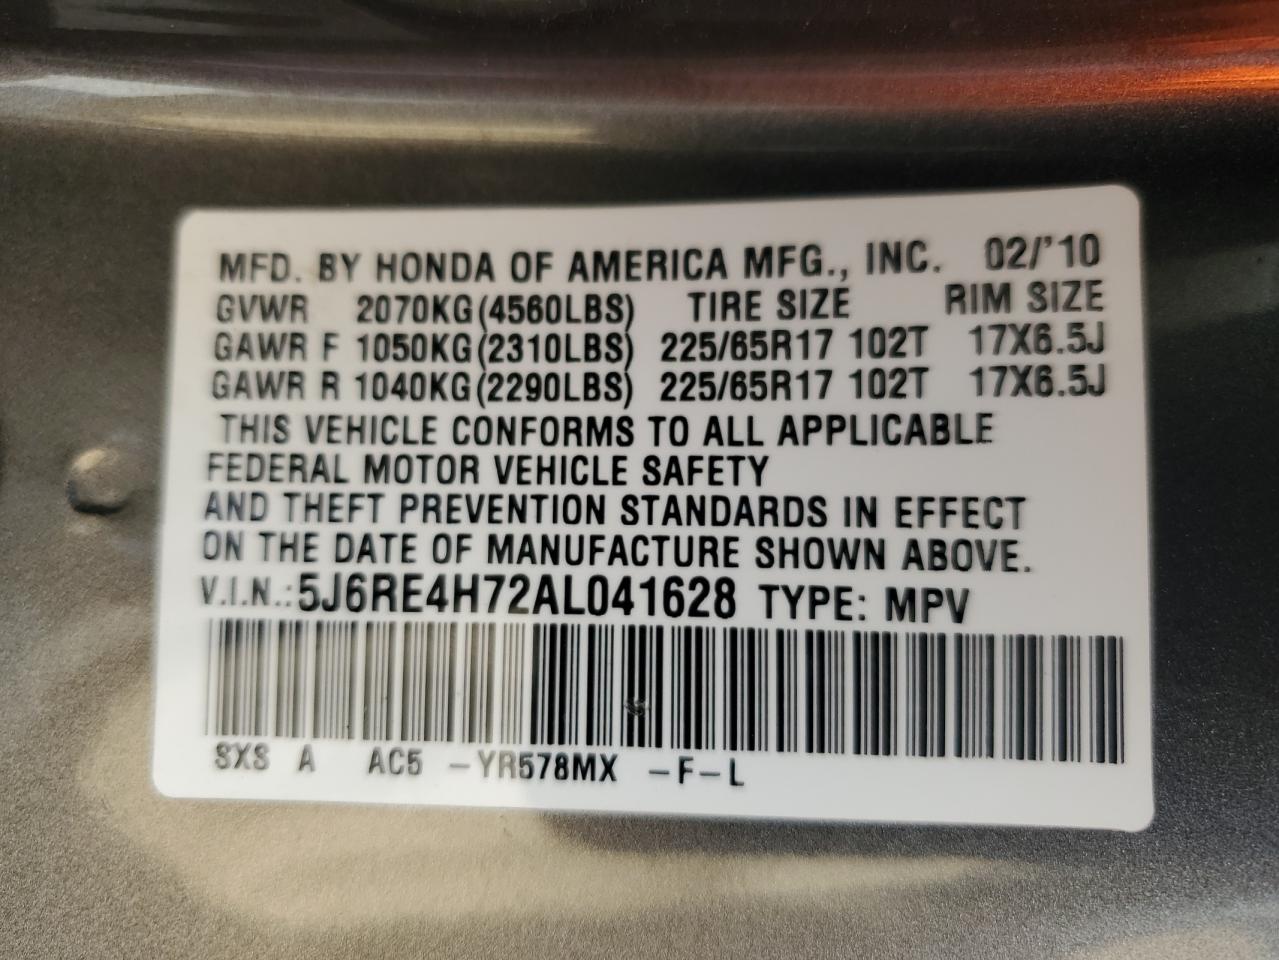 MFD. BY HONDA OF AMERICA MFG., INC. 02/'10
GVWR 2070KG(4560LBS) TIRE SIZE RIM SIZE
GAWR F 1050KG(2310LBS) 225/65R17 102T 17X6.5J
GAWR R 1040KG(2290LBS) 225/65R17 102T 17X6.5J
THIS VEHICLE CONFORMS TO ALL APPLICABLE
FEDERAL MOTOR VEHICLE SAFETY
AND THEFT PREVENTION STANDARDS IN EFFECT
ON THE DATE OF MANUFACTURE SHOWN ABOVE.
V.I.N.:5J6RE4H72AL041628 TYPE: MPV
SXS A AC5 -YR578MX -F-L